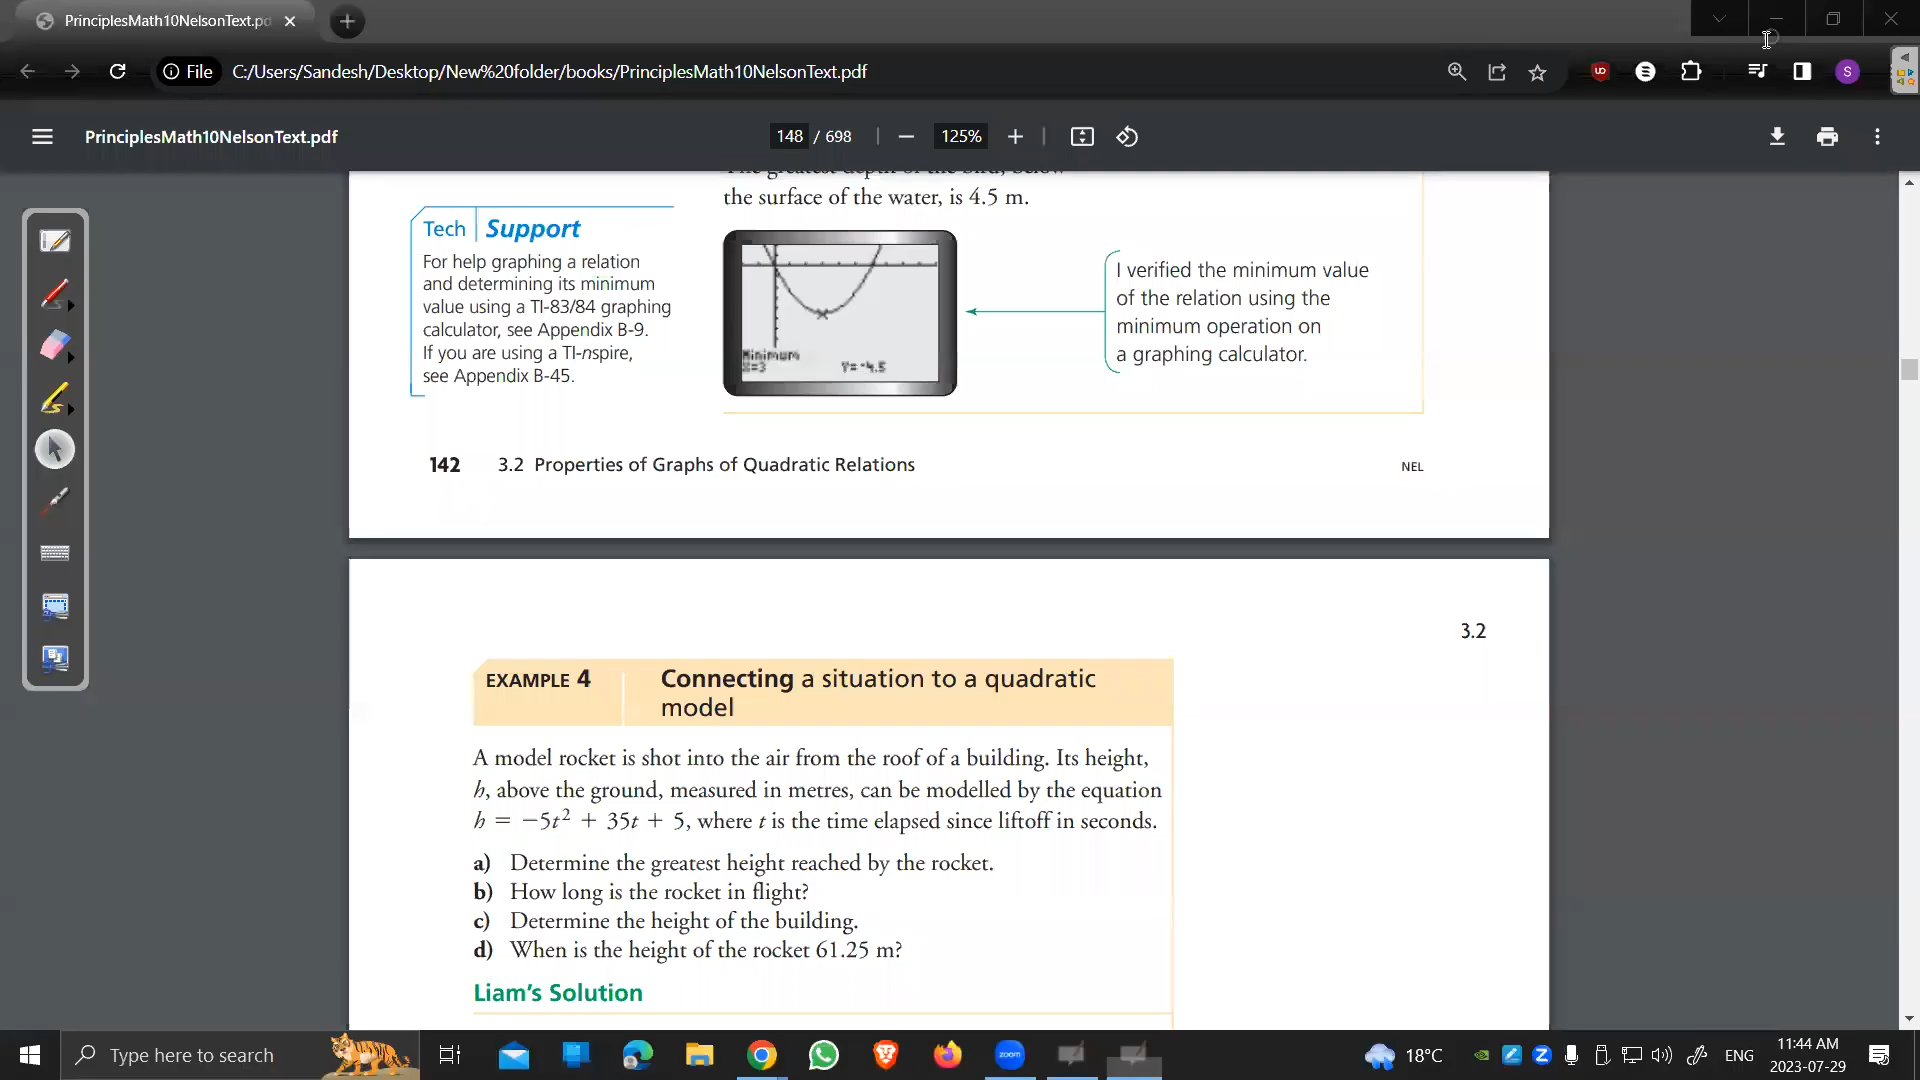 PrinciplesMath10NelsonText.pd
File
C:/Users/Sandesh/Desktop/New%20folder/books/PrinciplesMath10NelsonText.pdf
UD
S
PrinciplesMath10NelsonText.pdf
148 / 698
125%
the surface of the water, is 4.5 m.
Tech Support
For help graphing a relation
and determining its minimum
value using a TI-83/84 graphing
calculator, see Appendix B-9.
If you are using a TI-nspire,
see Appendix B-45.
Minimum
X=3 Y=-4.5
I verified the minimum value
of the relation using the
minimum operation on
a graphing calculator.
142 3.2 Properties of Graphs of Quadratic Relations
NEL
3.2
EXAMPLE 4
Connecting a situation to a quadratic
model
A model rocket is shot into the air from the roof of a building. Its height,
h, above the ground, measured in metres, can be modelled by the equation
h = −5t² + 35t + 5, where t is the time elapsed since liftoff in seconds.
a) Determine the greatest height reached by the rocket.
b) How long is the rocket in flight?
c) Determine the height of the building.
d) When is the height of the rocket 61.25 m?
Liam's Solution
Type here to search
zoom
18°C
Z
ENG
11:44 AM
2023-07-29